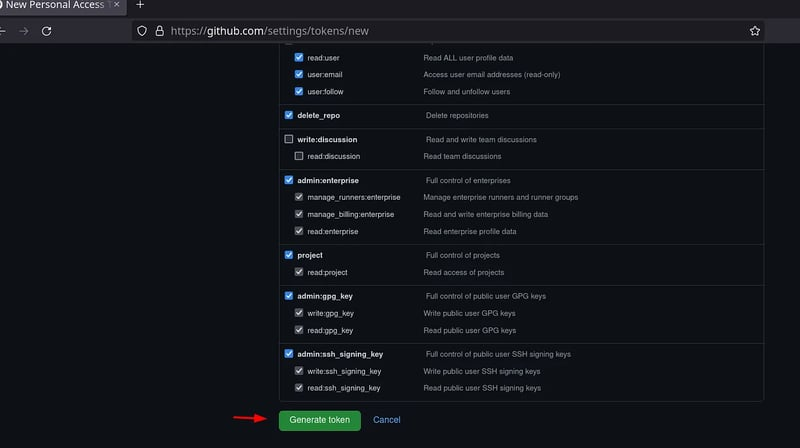 New Personal Access T
https://github.com/settings/tokens/new
read:user Read ALL user profile data
user:email Access user email addresses (read-only)
user:follow Follow and unfollow users
delete_repo Delete repositories
write:discussion Read and write team discussions
read:discussion Read team discussions
admin:enterprise Full control of enterprises
manage_runners:enterprise Manage enterprise runners and runner groups
manage_billing:enterprise Read and write enterprise billing data
read:enterprise Read enterprise profile data
project Full control of projects
read:project Read access of projects
admin:gpg_key Full control of public user GPG keys
write:gpg_key Write public user GPG keys
read:gpg_key Read public user GPG keys
admin:ssh_signing_key Full control of public user SSH signing keys
write:ssh_signing_key Write public user SSH signing keys
read:ssh_signing_key Read public user SSH signing keys
Generate token Cancel